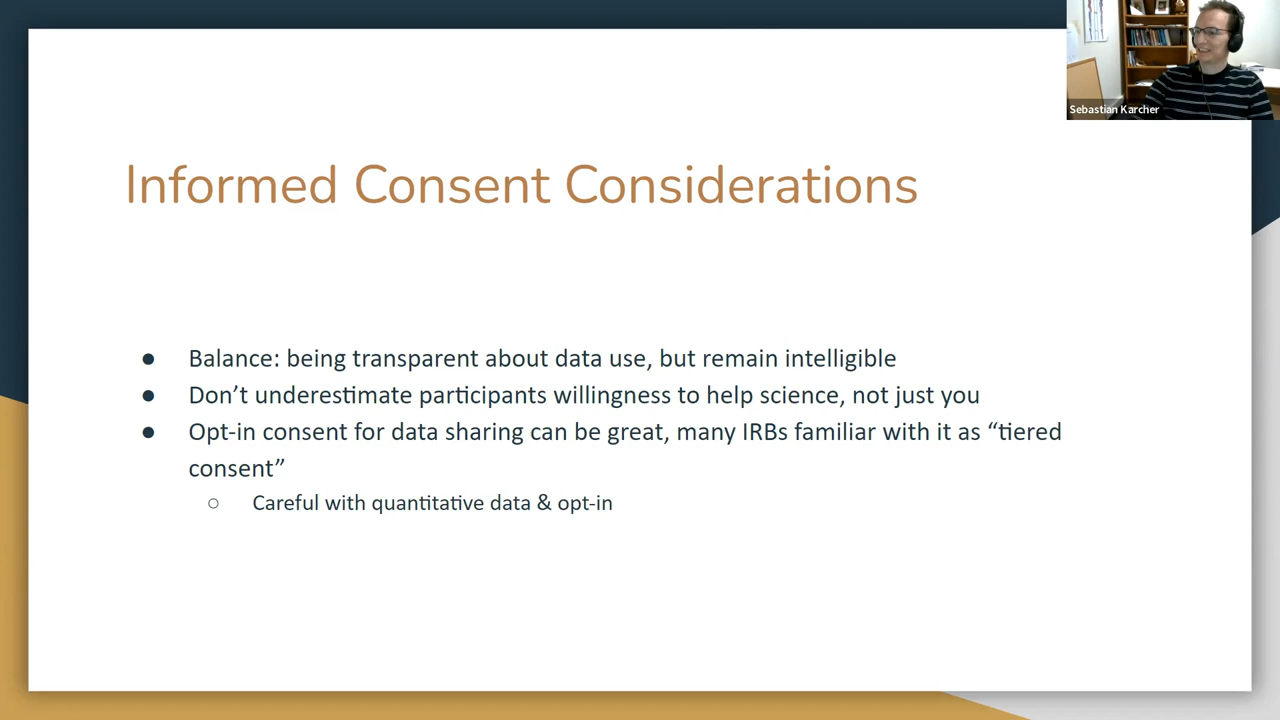 Sebastian Karcher
Informed Consent Considerations
● Balance: being transparent about data use, but remain intelligible
● Don’t underestimate participants willingness to help science, not just you
● Opt-in consent for data sharing can be great, many IRBs familiar with it as “tiered
consent”
○ Careful with quantitative data & opt-in